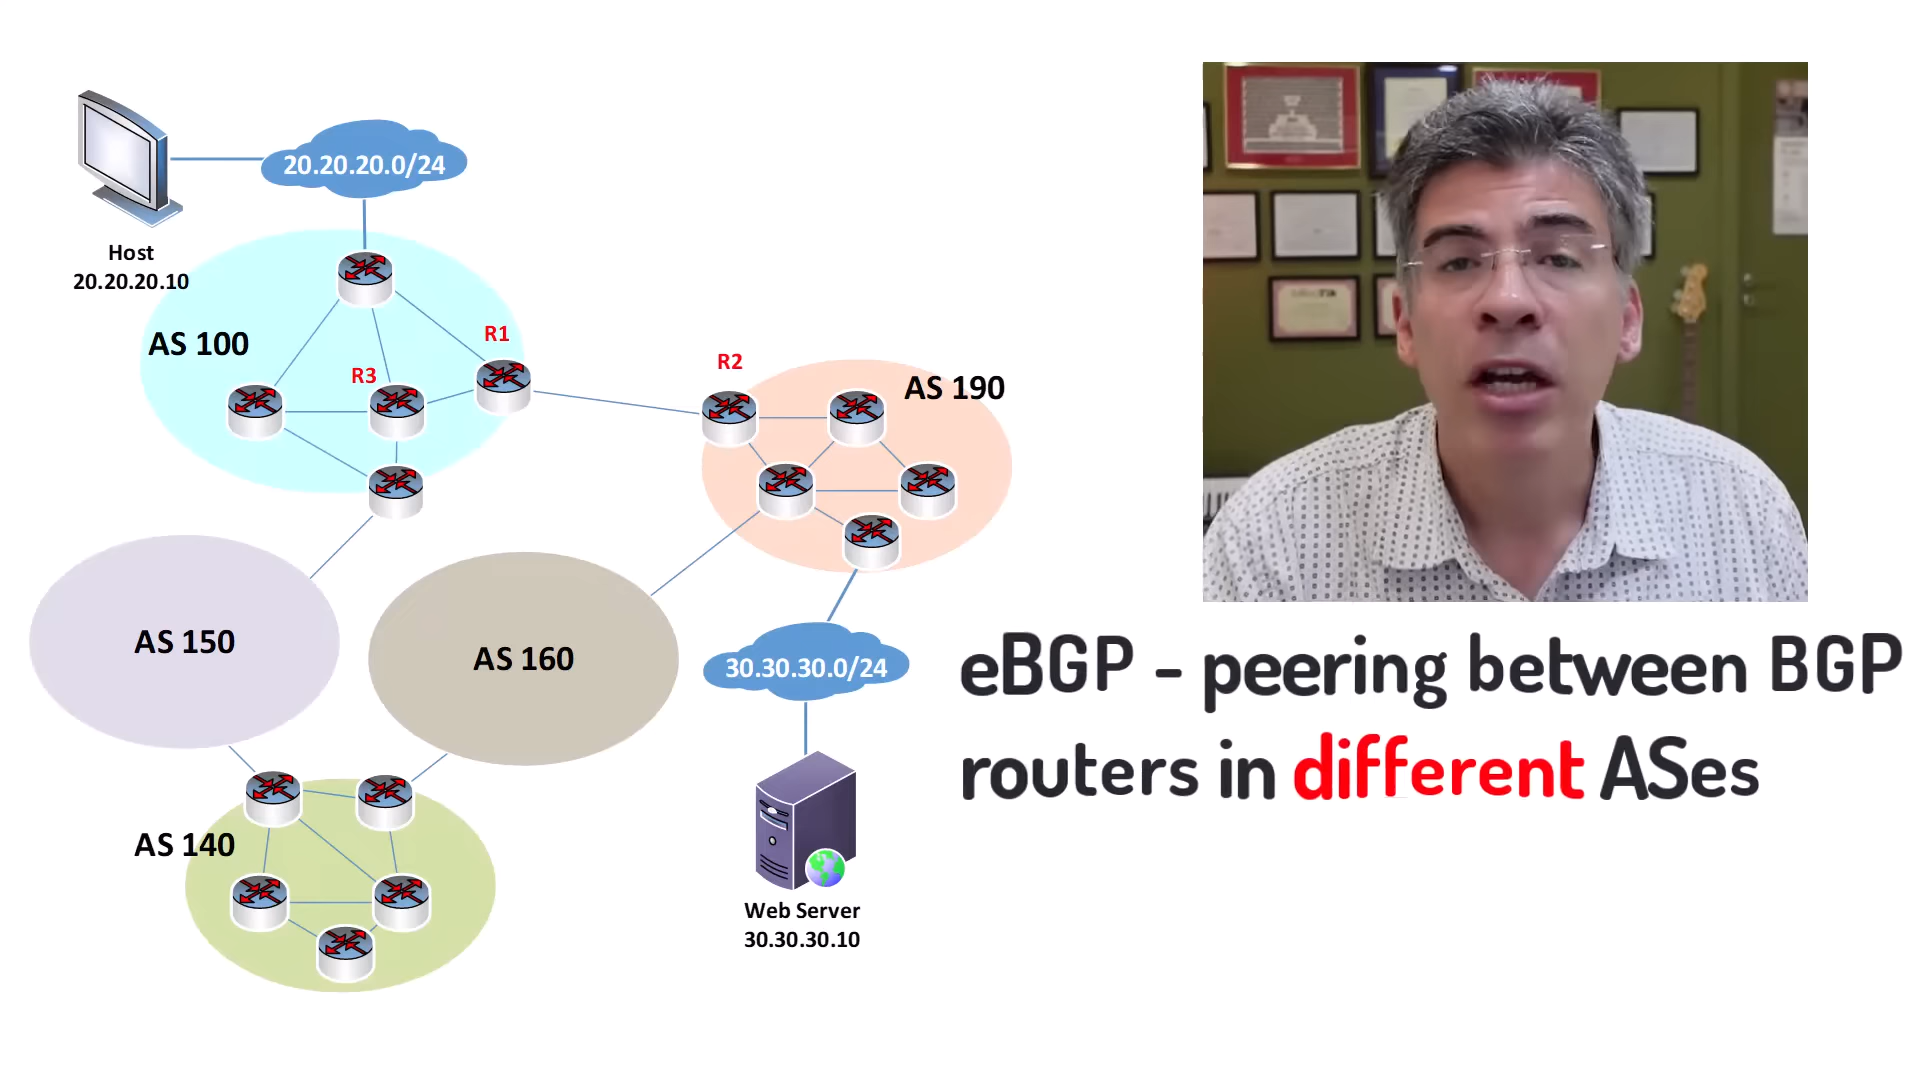 20.20.20.0/24
Host
20.20.20.10
AS 100
R1
R3
R2
AS 190
AS 150
AS 160
30.30.30.0/24
AS 140
Web Server
30.30.30.10
eBGP - peering between BGP
routers in different ASes